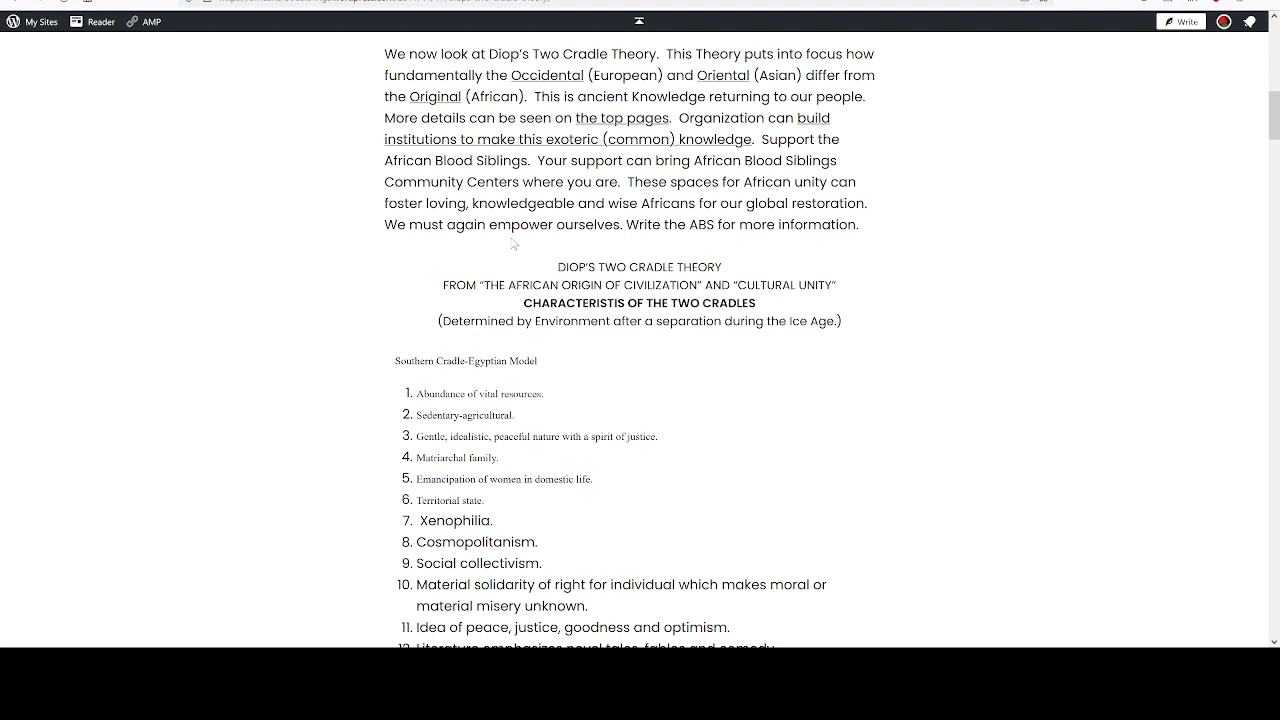 My Sites Reader AMP Write
We now look at Diop's Two Cradle Theory. This Theory puts into focus how
fundamentally the Occidental (European) and Oriental (Asian) differ from
the Original (African). This is ancient Knowledge returning to our people.
More details can be seen on the top pages. Organization can build
institutions to make this exoteric (common) knowledge. Support the
African Blood Siblings. Your support can bring African Blood Siblings
Community Centers where you are. These spaces for African unity can
foster loving, knowledgeable and wise Africans for our global restoration.
We must again empower ourselves. Write the ABS for more information.
DIOP'S TWO CRADLE THEORY
FROM “THE AFRICAN ORIGIN OF CIVILIZATION” AND “CULTURAL UNITY”
CHARACTERISTIS OF THE TWO CRADLES
(Determined by Environment after a separation during the Ice Age.)
Southern Cradle-Egyptian Model
1. Abundance of vital resources.
2. Sedentary-agricultural.
3. Gentle, idealistic, peaceful nature with a spirit of justice.
4. Matriarchal family.
5. Emancipation of women in domestic life.
6. Territorial state.
7. Xenophilia.
8. Cosmopolitanism.
9. Social collectivism.
10. Material solidarity of right for individual which makes moral or
material misery unknown.
11. Idea of peace, justice, goodness and optimism.
12. Literature emphasizes novel tales, fables and comedy.